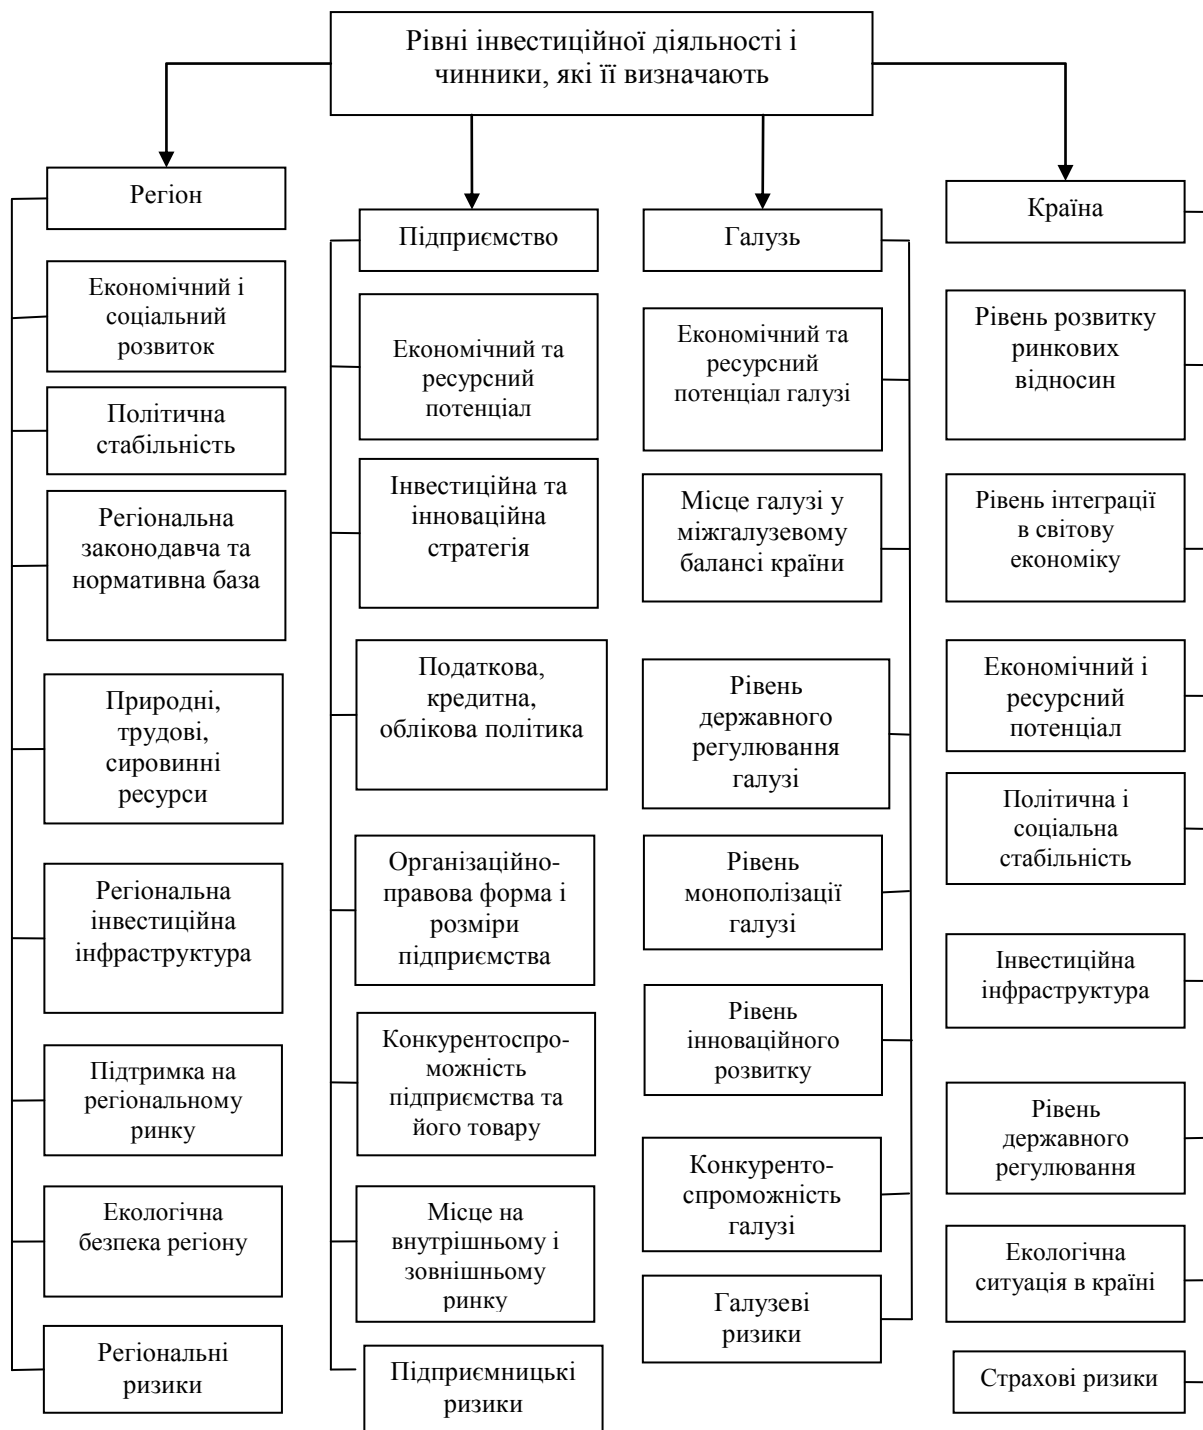 Рівні інвестиційної діяльності і
чинники, які її визначають
Регіон
Економічний і
соціальний
розвиток
Політична
стабільність
Регіональна
законодавча та
нормативна база
Природні,
трудові,
сировинні
ресурси
Регіональна
інвестиційна
інфраструктура
Підтримка на
регіональному
ринку
Екологічна
безпека регіону
Регіональні
ризики
Підприємство
Економічний та
ресурсний
потенціал
Інвестиційна та
інноваційна
стратегія
Податкова,
кредитна,
облікова політика
Організаційно-
правова форма і
розміри
підприємства
Конкурентоспро-
можність
підприємства та
його товару
Місце на
внутрішньому і
зовнішньому
ринку
Підприємницькі
ризики
Галузь
Економічний та
ресурсний
потенціал галузі
Місце галузі у
міжгалузевому
балансі країни
Рівень
державного
регулювання
галузі
Рівень
монополізації
галузі
Рівень
інноваційного
розвитку
Конкуренто-
спроможність
галузі
Галузеві
ризики
Країна
Рівень розвитку
ринкових
відносин
Рівень інтеграції
в світову
економіку
Економічний і
ресурсний
потенціал
Політична і
соціальна
стабільність
Інвестиційна
інфраструктура
Рівень
державного
регулювання
Екологічна
ситуація в країні
Страхові ризики